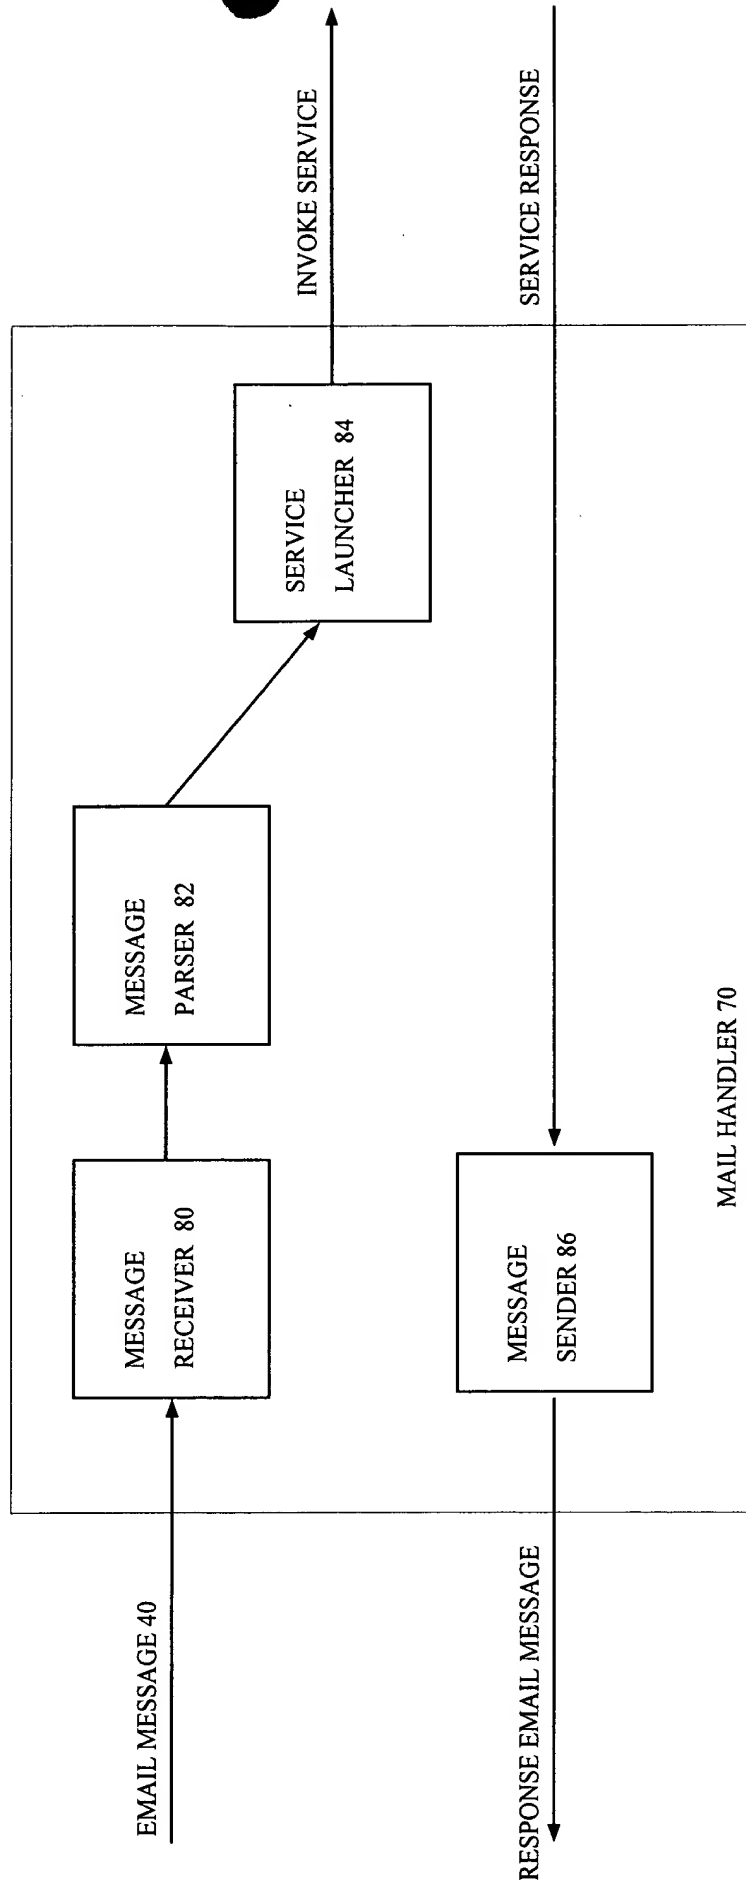 EMAIL MESSAGE 40
MESSAGE
RECEIVER 80
MESSAGE
PARSER 82
SERVICE
LAUNCHER 84
INVOKE SERVICE
RESPONSE EMAIL MESSAGE
MESSAGE
SENDER 86
SERVICE RESPONSE
MAIL HANDLER 70